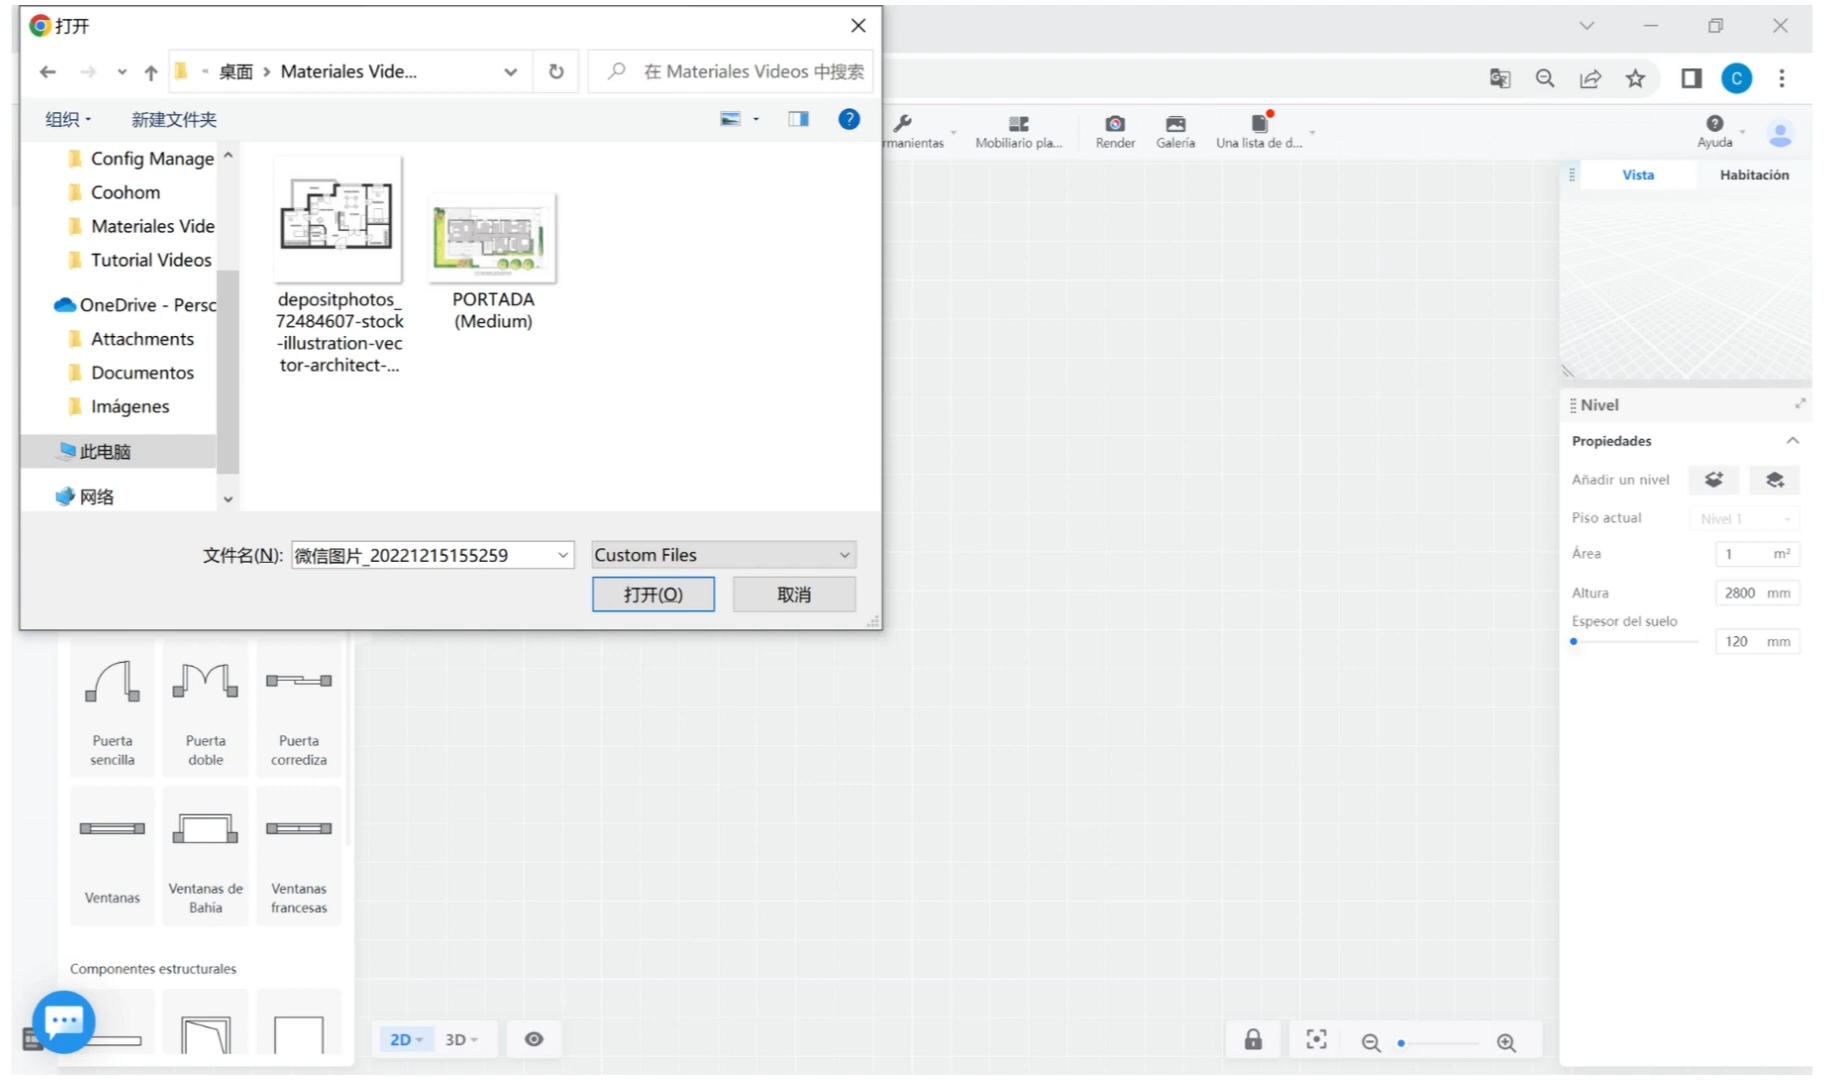 打开
« 桌面 › Materiales Vide...
在 Materiales Videos 中搜索
C
组织
新建文件夹
?
Config Manage
Coohom
Materiales Vide
Tutorial Videos
OneDrive - Persc
Attachments
Documentos
Imágenes
此电脑
网络
depositphotos_
72484607-stock
-illustration-vec
tor-architect-...
PORTADA
(Medium)
文件名(N):
微信图片_20221215155259
Custom Files
打开(O)
取消
rmanientas
Mobiliario pla...
Render
Galería
Una lista de d...
Ayuda
Vista
Habitación
Nivel
Propiedades
Añadir un nivel
Piso actual
Nivel 1
Área
1 m²
Altura
2800 mm
Espesor del suelo
120 mm
Puerta
sencilla
Puerta
doble
Puerta
corrediza
Ventanas
Ventanas de
Bahía
Ventanas
francesas
Componentes estructurales
2D
3D